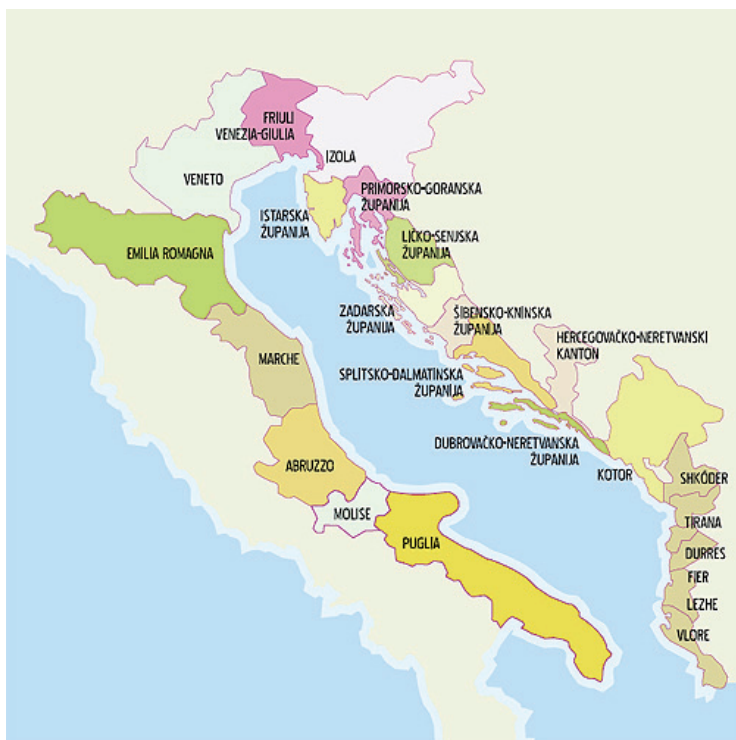 FRIULI
VENEZIA-GIULIA
IZOLA
VENETO
PRIMORSKO-GORANSKA
ŽUPANIJA
ISTARSKA
ŽUPANIJA
LIČKO-SENJSKA
ŽUPANIJA
EMILIA ROMAGNA
ZADARSKA
ŽUPANIJA
ŠIBENSKO-KNINSKA
ŽUPANIJA
HERCEGOVAČKO-NERETVANSKI
KANTON
MARCHE
SPLITSKO-DALMATINSKA
ŽUPANIJA
DUBROVAČKO-NERETVANSKA
ŽUPANIJA
ABRUZZO
KOTOR
SHKÖDER
MOLISE
TIRANA
PUGLIA
DURRES
FIER
LEZHE
VLORE